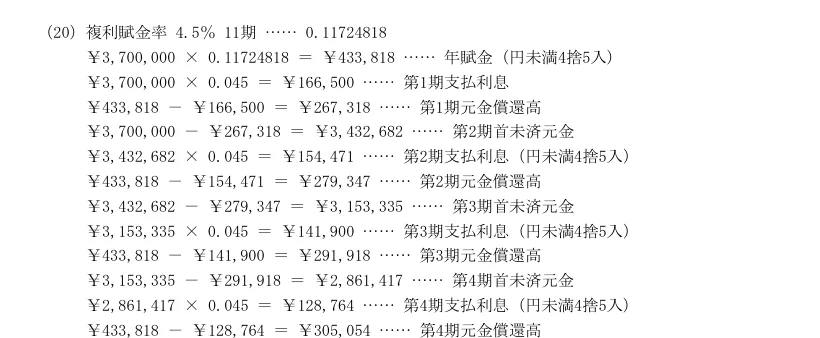 (20) 複利賦金率 4.5% 11期 …… 0.11724818
¥3,700,000 × 0.11724818 = ¥433,818 …… 年賦金 (円未満4捨5入)
¥3,700,000 × 0.045 = ¥166,500 …… 第1期支払利息
¥433,818 － ¥166,500 = ¥267,318 …… 第1期元金償還高
¥3,700,000 － ¥267,318 = ¥3,432,682 …… 第2期首未済元金
¥3,432,682 × 0.045 = ¥154,471 …… 第2期支払利息 (円未満4捨5入)
¥433,818 － ¥154,471 = ¥279,347 …… 第2期元金償還高
¥3,432,682 － ¥279,347 = ¥3,153,335 …… 第3期首未済元金
¥3,153,335 × 0.045 = ¥141,900 …… 第3期支払利息 (円未満4捨5入)
¥433,818 － ¥141,900 = ¥291,918 …… 第3期元金償還高
¥3,153,335 － ¥291,918 = ¥2,861,417 …… 第4期首未済元金
¥2,861,417 × 0.045 = ¥128,764 …… 第4期支払利息 (円未満4捨5入)
¥433,818 － ¥128,764 = ¥305,054 …… 第4期元金償還高